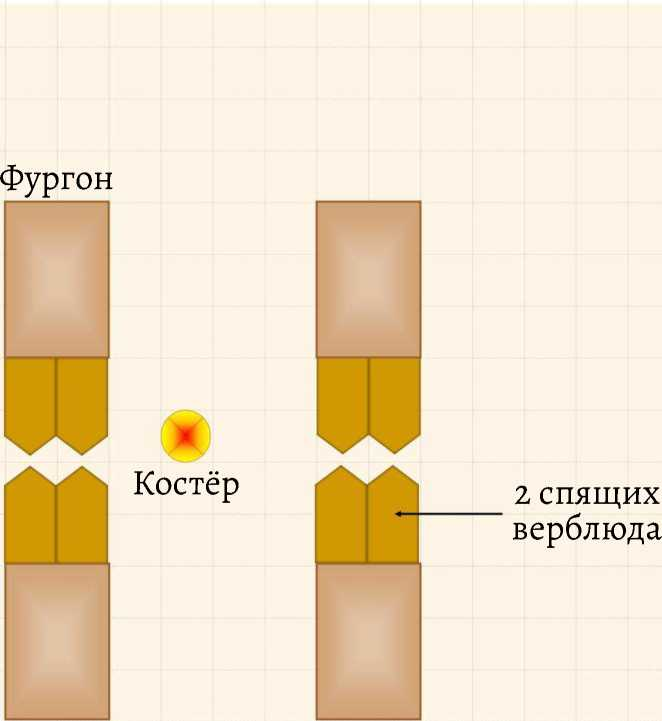 Фургон
Костёр
2 спящих
верблюда